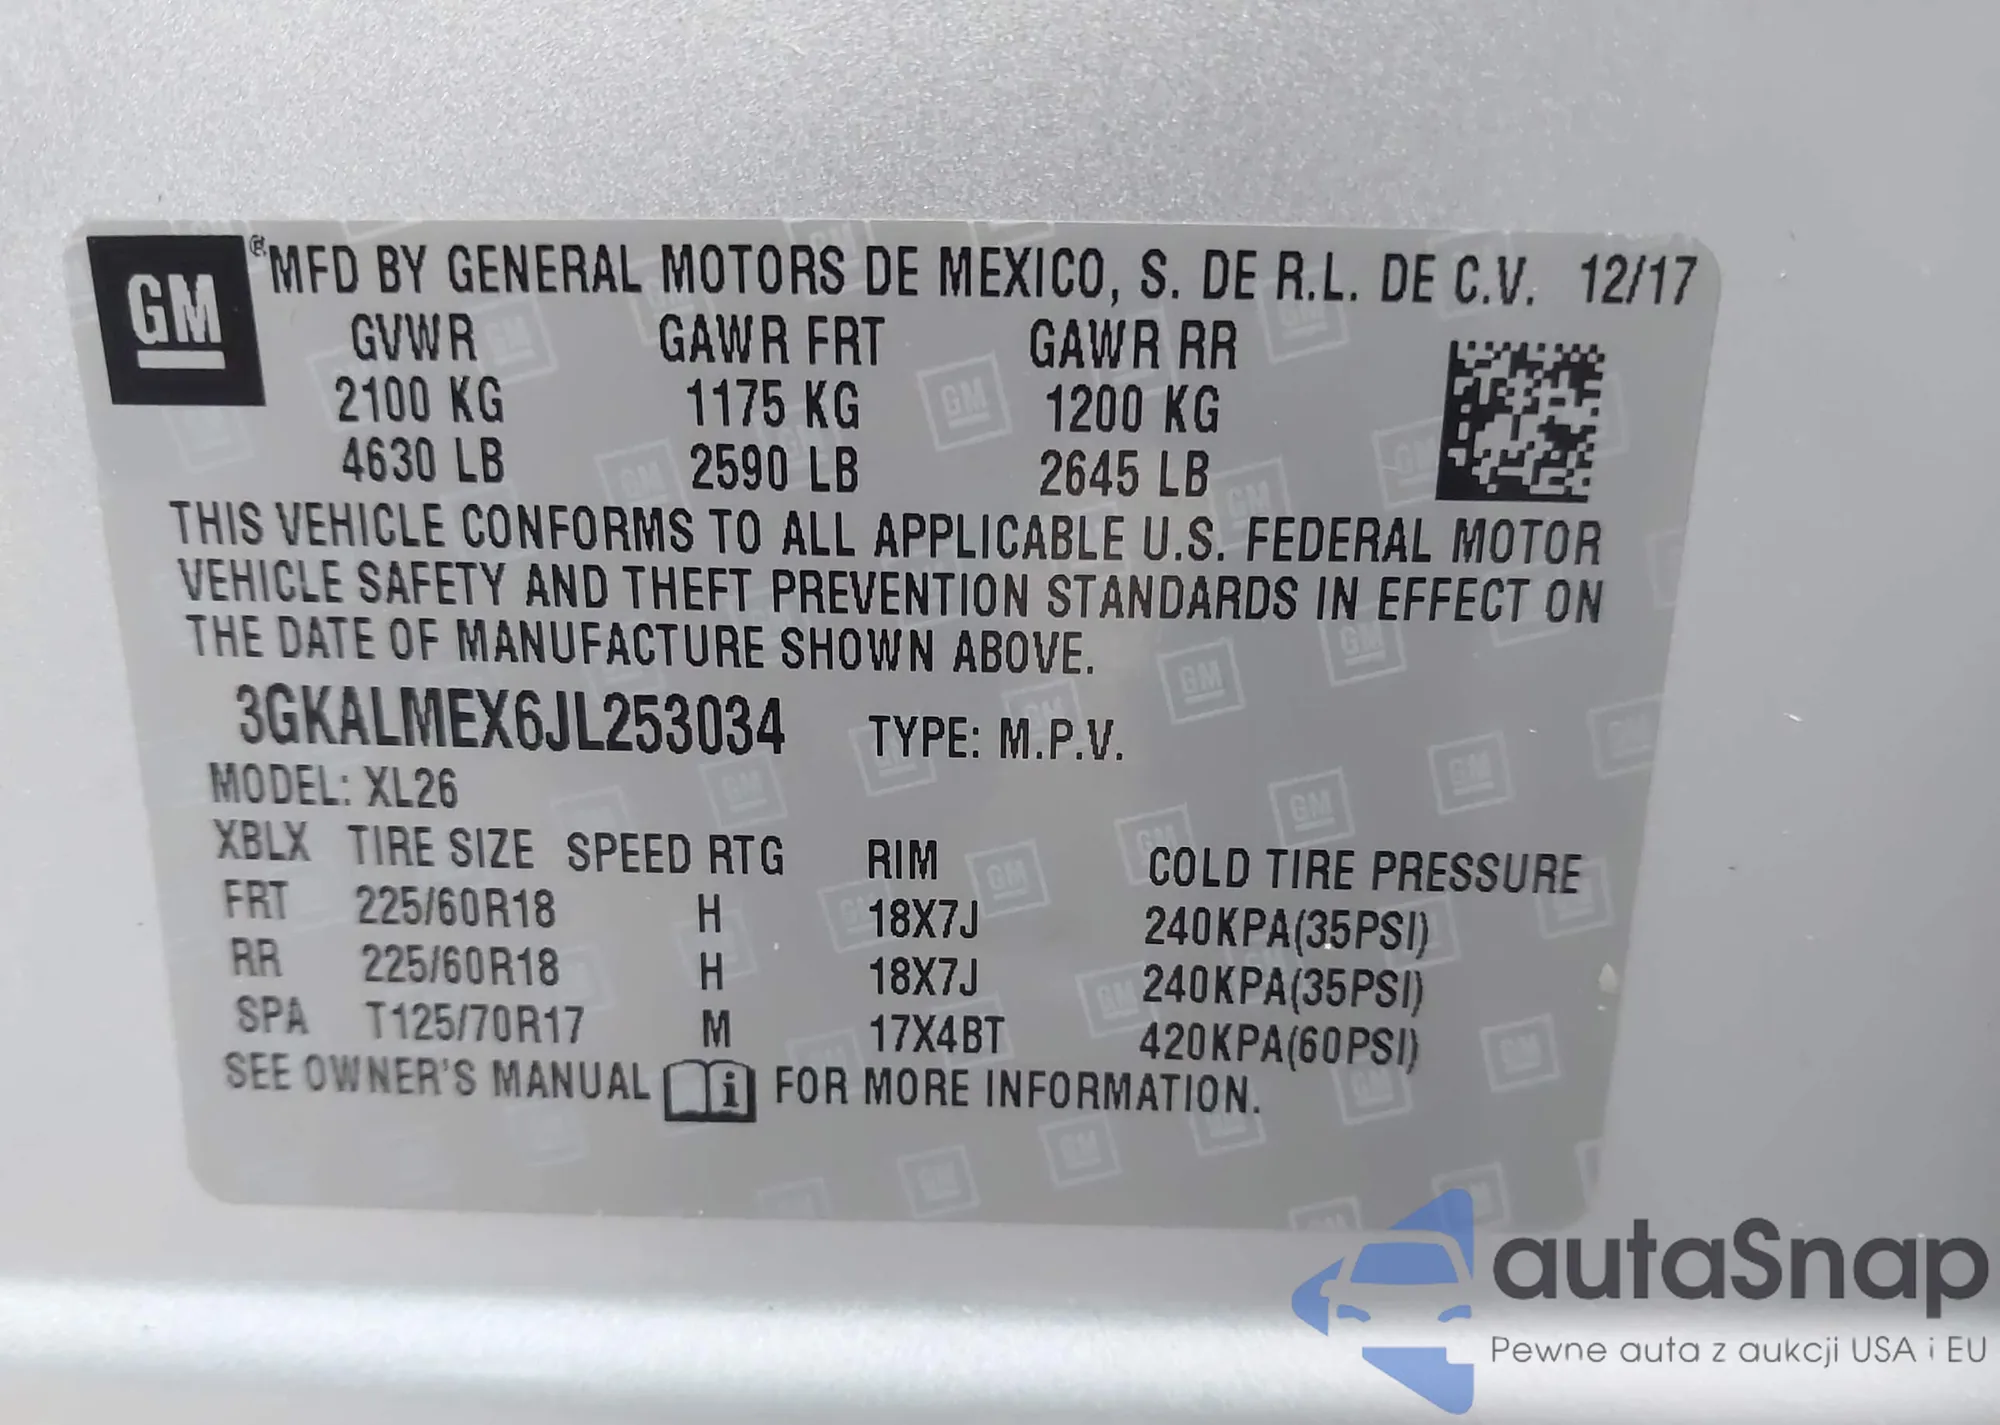 GM ® MFD BY GENERAL MOTORS DE MEXICO, S. DE R.L. DE C.V. 12/17
GVWR GAWR FRT GAWR RR
2100 KG 1175 KG 1200 KG
4630 LB 2590 LB 2645 LB
THIS VEHICLE CONFORMS TO ALL APPLICABLE U.S. FEDERAL MOTOR
VEHICLE SAFETY AND THEFT PREVENTION STANDARDS IN EFFECT ON
THE DATE OF MANUFACTURE SHOWN ABOVE.
3GKALMEX6JL253034 TYPE: M.P.V.
MODEL: XL26
XBLX TIRE SIZE SPEED RTG RIM COLD TIRE PRESSURE
FRT 225/60R18 H 18X7J 240KPA(35PSI)
RR 225/60R18 H 18X7J 240KPA(35PSI)
SPA T125/70R17 M 17X4BT 420KPA(60PSI)
SEE OWNER'S MANUAL i FOR MORE INFORMATION.
autaSnap
Pewne auta z aukcji USA i EU